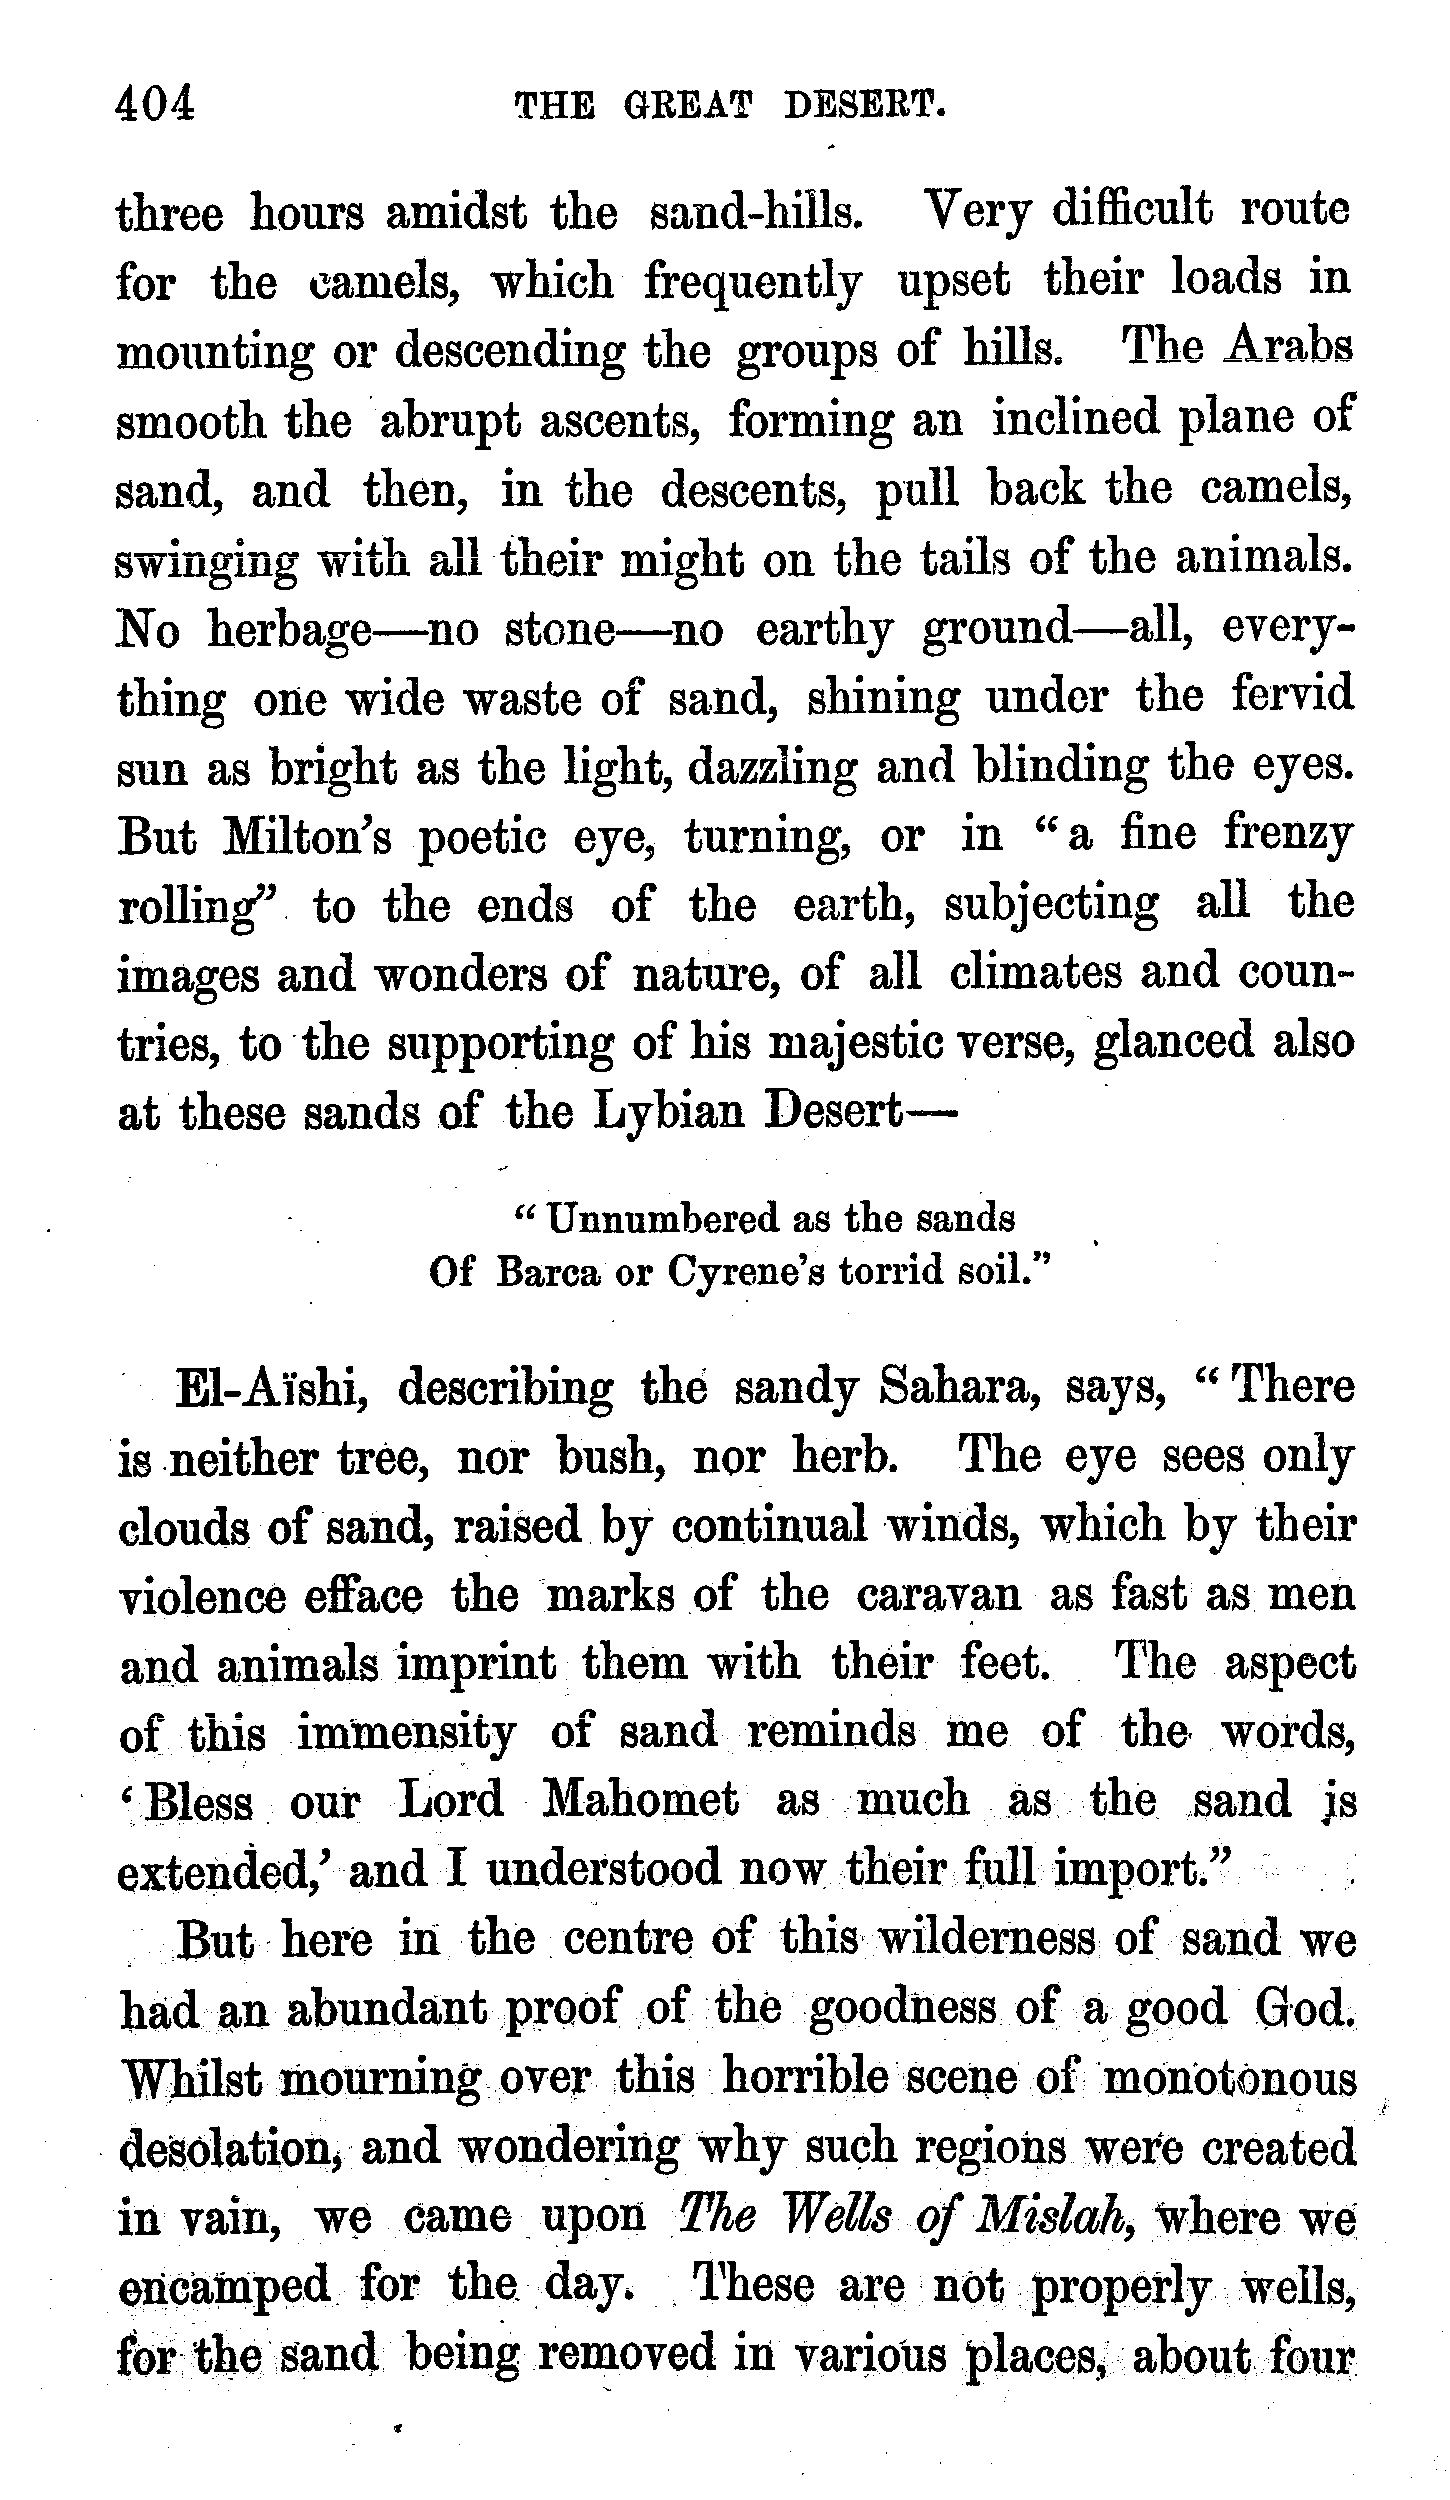 404 THE GREAT DESERT.
three hours amidst the sand-hills. Very difficult route
for the camels, which frequently upset their loads in
mounting or descending the groups of hills. The Arabs
smooth the abrupt ascents, forming an inclined plane of
sand, and then, in the descents, pull back the camels,
swinging with all their might on the tails of the animals.
No herbage—no stone—no earthy ground—all, every-
thing one wide waste of sand, shining under the fervid
sun as bright as the light, dazzling and blinding the eyes.
But Milton's poetic eye, turning, or in "a fine frenzy
rolling" to the ends of the earth, subjecting all the
images and wonders of nature, of all climates and coun-
tries, to the supporting of his majestic verse, glanced also
at these sands of the Lybian Desert—
"Unnumbered as the sands
Of Barca or Cyrene's torrid soil."
El-Aïshi, describing the sandy Sahara, says, "There
is neither tree, nor bush, nor herb. The eye sees only
clouds of sand, raised by continual winds, which by their
violence efface the marks of the caravan as fast as men
and animals imprint them with their feet. The aspect
of this immensity of sand reminds me of the words,
'Bless our Lord Mahomet as much as the sand is
extended,' and I understood now their full import."
But here in the centre of this wilderness of sand we
had an abundant proof of the goodness of a good God.
Whilst mourning over this horrible scene of monotonous
desolation, and wondering why such regions were created
in vain, we came upon The Wells of Mislah, where we
encamped for the day. These are not properly wells,
for the sand being removed in various places, about four